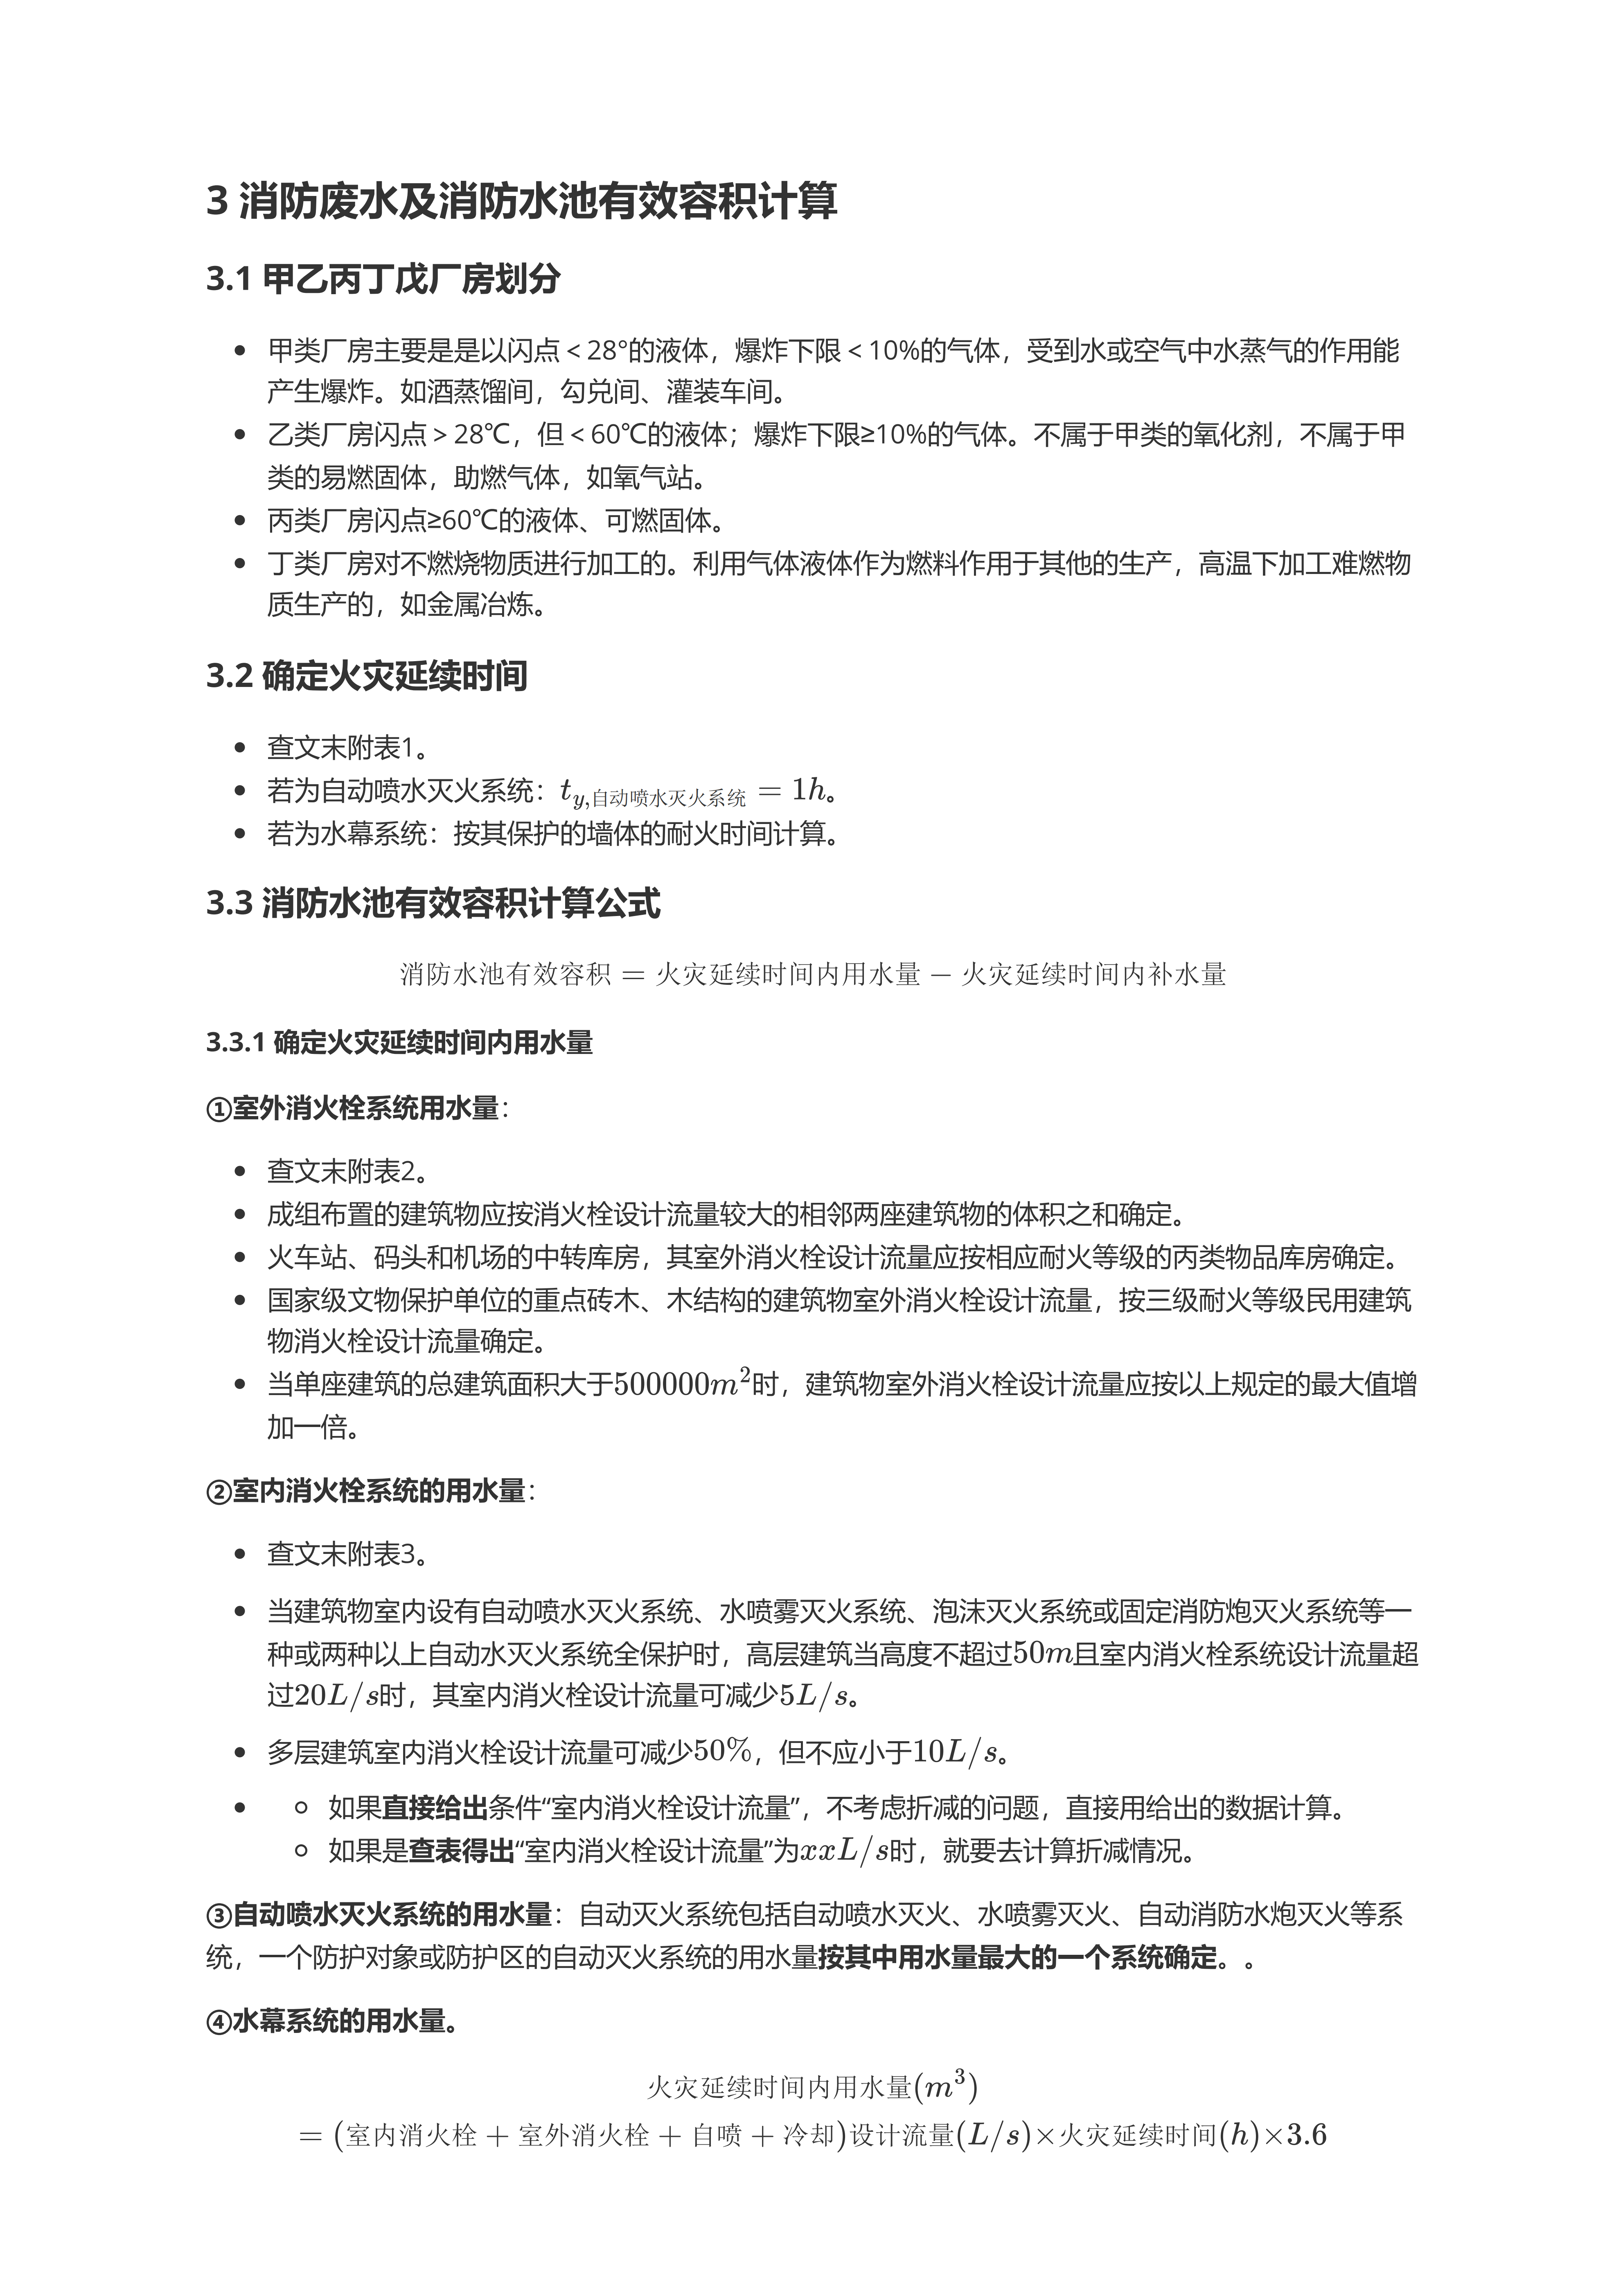 3 消防废水及消防水池有效容积计算
3.1 甲乙丙丁戊厂房划分
• 甲类厂房主要是是以闪点＜28°的液体，爆炸下限＜10%的气体，受到水或空气中水蒸气的作用能
产生爆炸。如酒蒸馏间，勾兑间、灌装车间。
• 乙类厂房闪点＞28℃，但＜60℃的液体；爆炸下限≥10%的气体。不属于甲类的氧化剂，不属于甲
类的易燃固体，助燃气体，如氧气站。
• 丙类厂房闪点≥60℃的液体、可燃固体。
• 丁类厂房对不燃烧物质进行加工的。利用气体液体作为燃料作用于其他的生产，高温下加工难燃物
质生产的，如金属冶炼。
3.2 确定火灾延续时间
• 查文末附表1。
• 若为自动喷水灭火系统：$t_{y,自动喷水灭火系统} = 1h$。
• 若为水幕系统：按其保护的墙体的耐火时间计算。
3.3 消防水池有效容积计算公式
消防水池有效容积 = 火灾延续时间内用水量 − 火灾延续时间内补水量
3.3.1 确定火灾延续时间内用水量
①室外消火栓系统用水量：
• 查文末附表2。
• 成组布置的建筑物应按消火栓设计流量较大的相邻两座建筑物的体积之和确定。
• 火车站、码头和机场的中转库房，其室外消火栓设计流量应按相应耐火等级的丙类物品库房确定。
• 国家级文物保护单位的重点砖木、木结构的建筑物室外消火栓设计流量，按三级耐火等级民用建筑
物消火栓设计流量确定。
• 当单座建筑的总建筑面积大于$500000m^2$时，建筑物室外消火栓设计流量应按以上规定的最大值增
加一倍。
②室内消火栓系统的用水量：
• 查文末附表3。
• 当建筑物室内设有自动喷水灭火系统、水喷雾灭火系统、泡沫灭火系统或固定消防炮灭火系统等一
种或两种以上自动水灭火系统全保护时，高层建筑当高度不超过50m且室内消火栓系统设计流量超
过20L/s时，其室内消火栓设计流量可减少5L/s。
• 多层建筑室内消火栓设计流量可减少50%，但不应小于10L/s。
• ○ 如果直接给出条件“室内消火栓设计流量”，不考虑折减的问题，直接用给出的数据计算。
○ 如果是查表得出“室内消火栓设计流量”为xxL/s时，就要去计算折减情况。
③自动喷水灭火系统的用水量：自动灭火系统包括自动喷水灭火、水喷雾灭火、自动消防水炮灭火等系
统，一个防护对象或防护区的自动灭火系统的用水量按其中用水量最大的一个系统确定。。
④水幕系统的用水量。
火灾延续时间内用水量$(m^3)$
= (室内消火栓 + 室外消火栓 + 自喷 + 冷却)设计流量(L/s)×火灾延续时间(h)×3.6